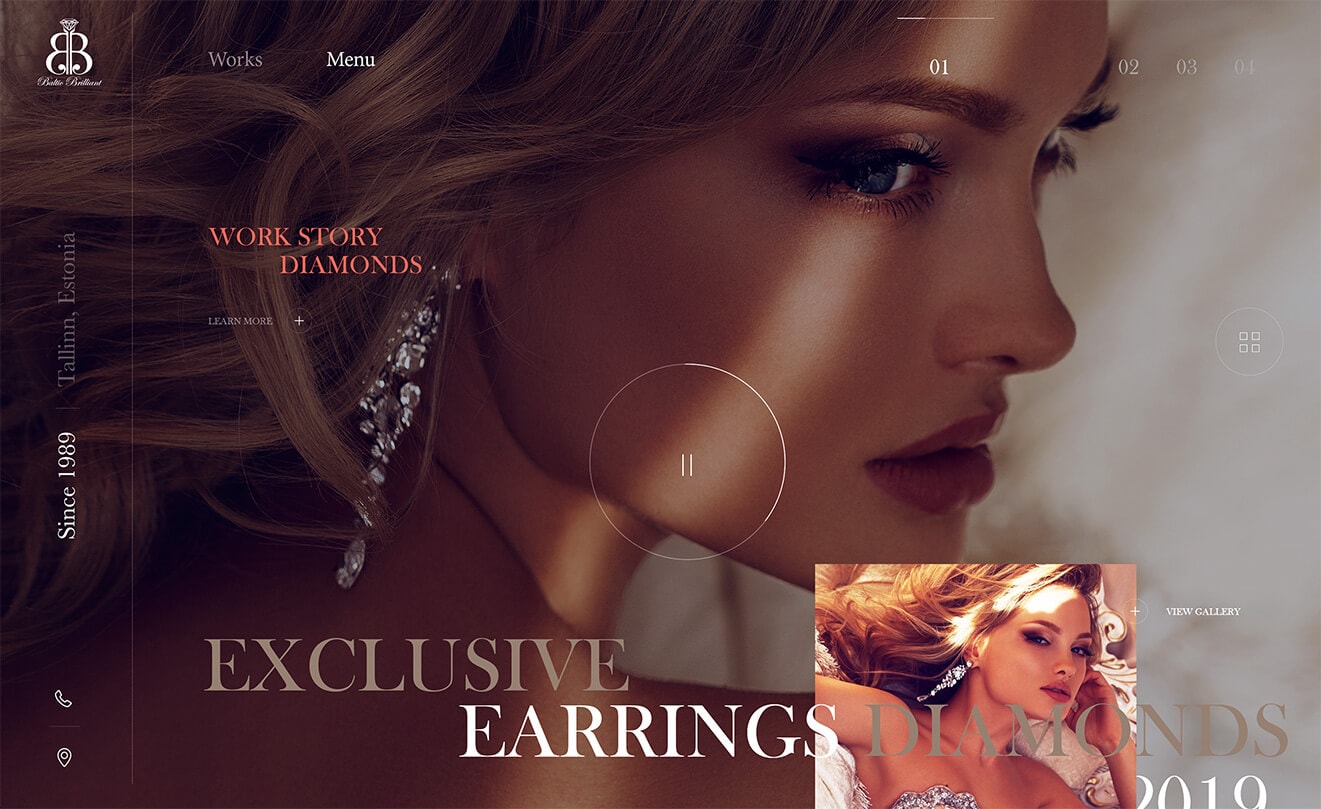 Baltic Brilliant
Works
Menu
01
02
03
04
Tallinn, Estonia
Since 1989
WORK STORY
DIAMONDS
LEARN MORE
VIEW GALLERY
EXCLUSIVE
EARRINGS DIAMONDS
2019